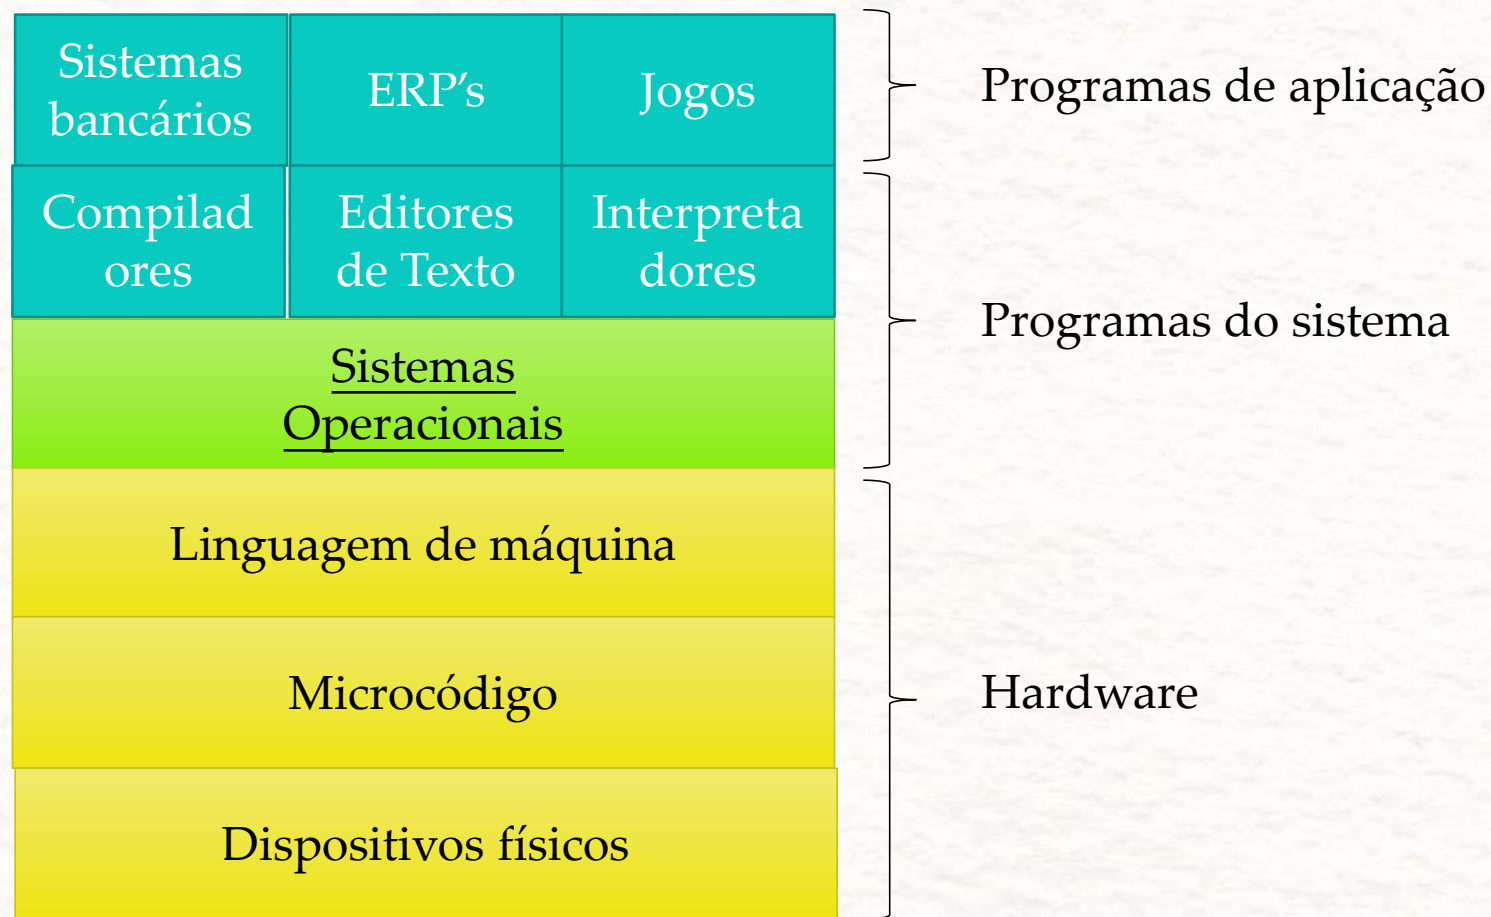 Sistemas
bancários
ERP's
Jogos
Programas de aplicação
Compilad
ores
Editores
de Texto
Interpreta
dores
Programas do sistema
Sistemas
Operacionais
Linguagem de máquina
Microcódigo
Hardware
Dispositivos físicos